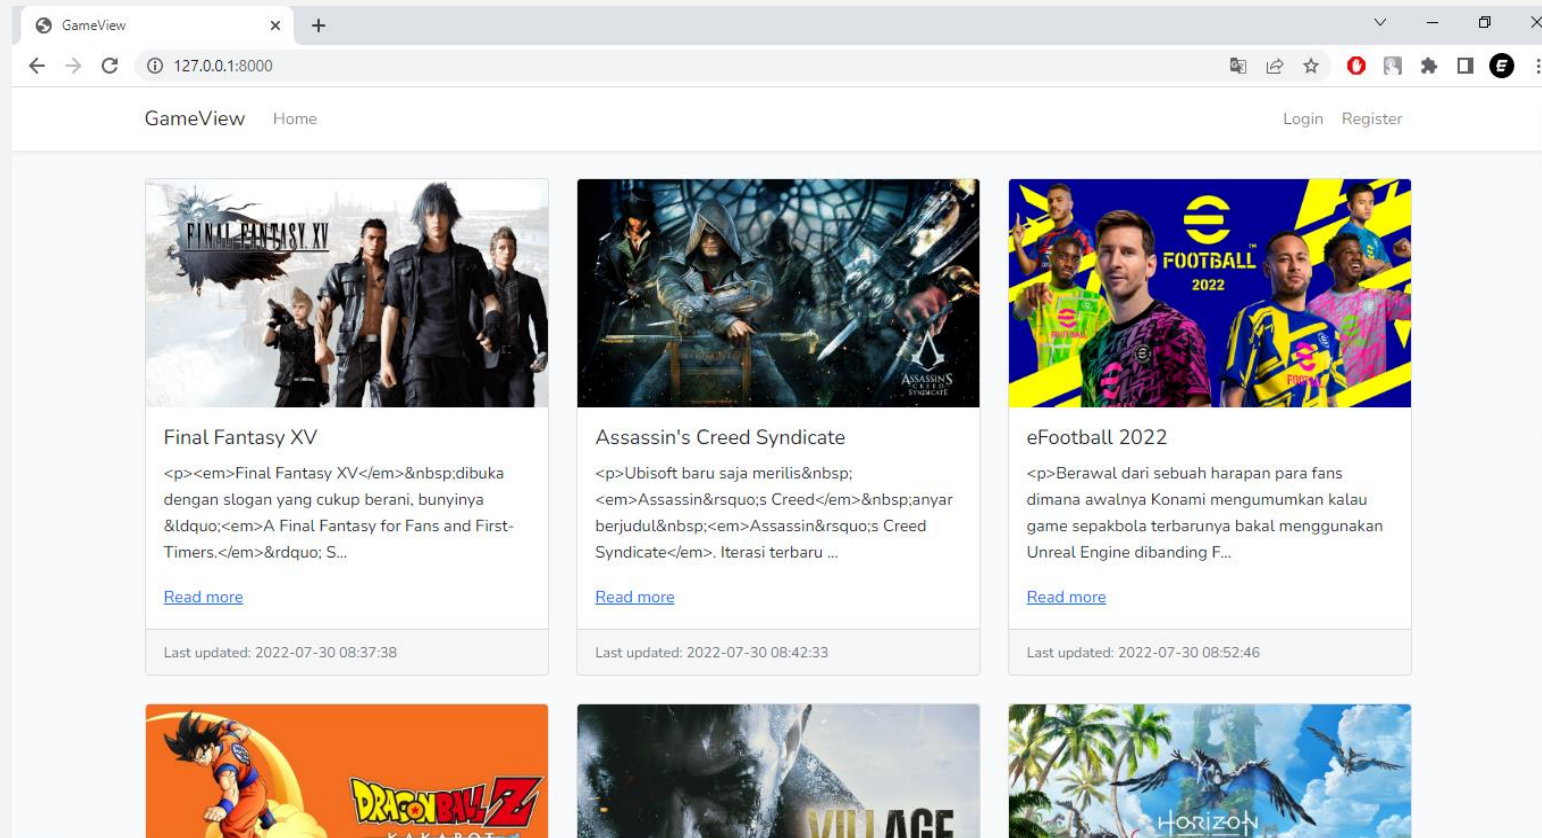 GameView
127.0.0.1:8000
GameView Home Login Register
FINAL FANTASY XV
ASSASSIN'S
CREED
SYNDICATE
FOOTBALL™
2022
Final Fantasy XV
<p><em>Final Fantasy XV</em>&nbsp;dibuka
dengan slogan yang cukup berani, bunyinya
&ldquo;<em>A Final Fantasy for Fans and First-
Timers.</em>&rdquo; S...
Read more
Last updated: 2022-07-30 08:37:38
Assassin's Creed Syndicate
<p>Ubisoft baru saja merilis&nbsp;
<em>Assassin&rsquo;s Creed</em>&nbsp;anyar
berjudul&nbsp;<em>Assassin&rsquo;s Creed
Syndicate</em>. Iterasi terbaru ...
Read more
Last updated: 2022-07-30 08:42:33
eFootball 2022
<p>Berawal dari sebuah harapan para fans
dimana awalnya Konami mengumumkan kalau
game sepakbola terbarunya bakal menggunakan
Unreal Engine dibanding F...
Read more
Last updated: 2022-07-30 08:52:46
DRAGON BALL Z
KAKAROT
VILLAGE
HORIZON